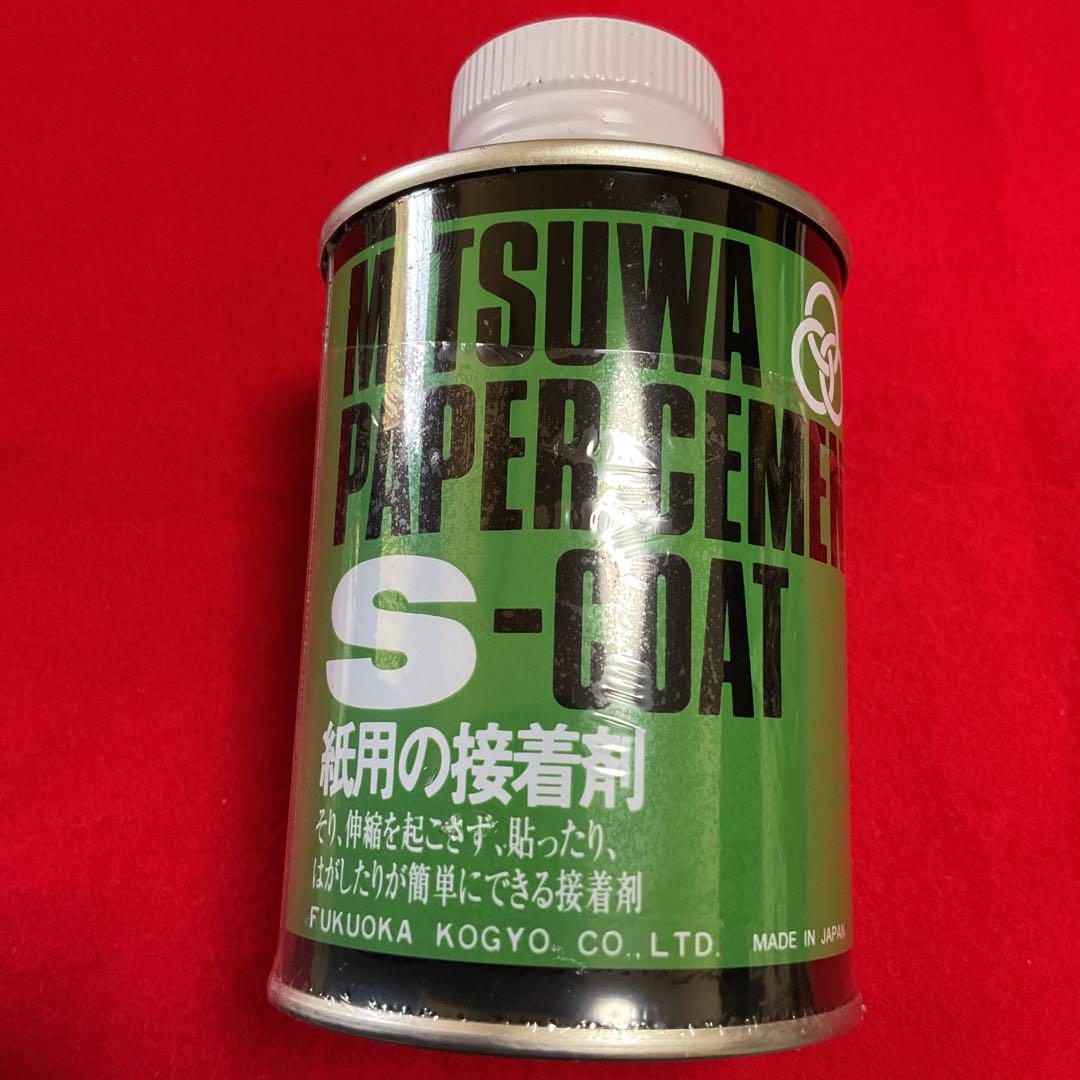 MITSUWA
PAPER CEMEN
S-COAT
紙用の接着剤
そり、伸縮を起こさず、貼ったり、
はがしたりが簡単にできる接着剤
FUKUOKA KOGYO CO., LTD. MADE IN JAPAN